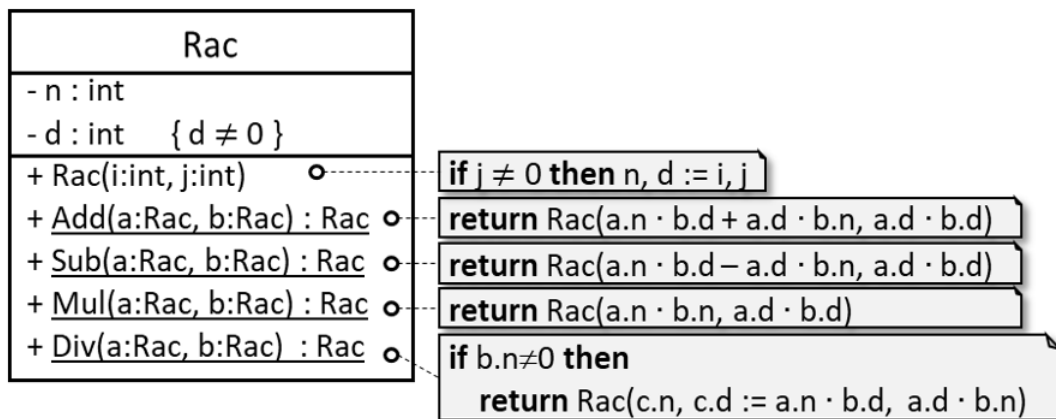 Rac
- n : int
- d : int { d ≠ 0 }
+ Rac(i:int, j:int)
if j ≠ 0 then n, d := i, j
+ Add(a:Rac, b:Rac) : Rac
return Rac(a.n · b.d + a.d · b.n, a.d · b.d)
+ Sub(a:Rac, b:Rac) : Rac
return Rac(a.n · b.d – a.d · b.n, a.d · b.d)
+ Mul(a:Rac, b:Rac) : Rac
return Rac(a.n · b.n, a.d · b.d)
+ Div(a:Rac, b:Rac) : Rac
if b.n≠0 then
return Rac(c.n, c.d := a.n · b.d, a.d · b.n)